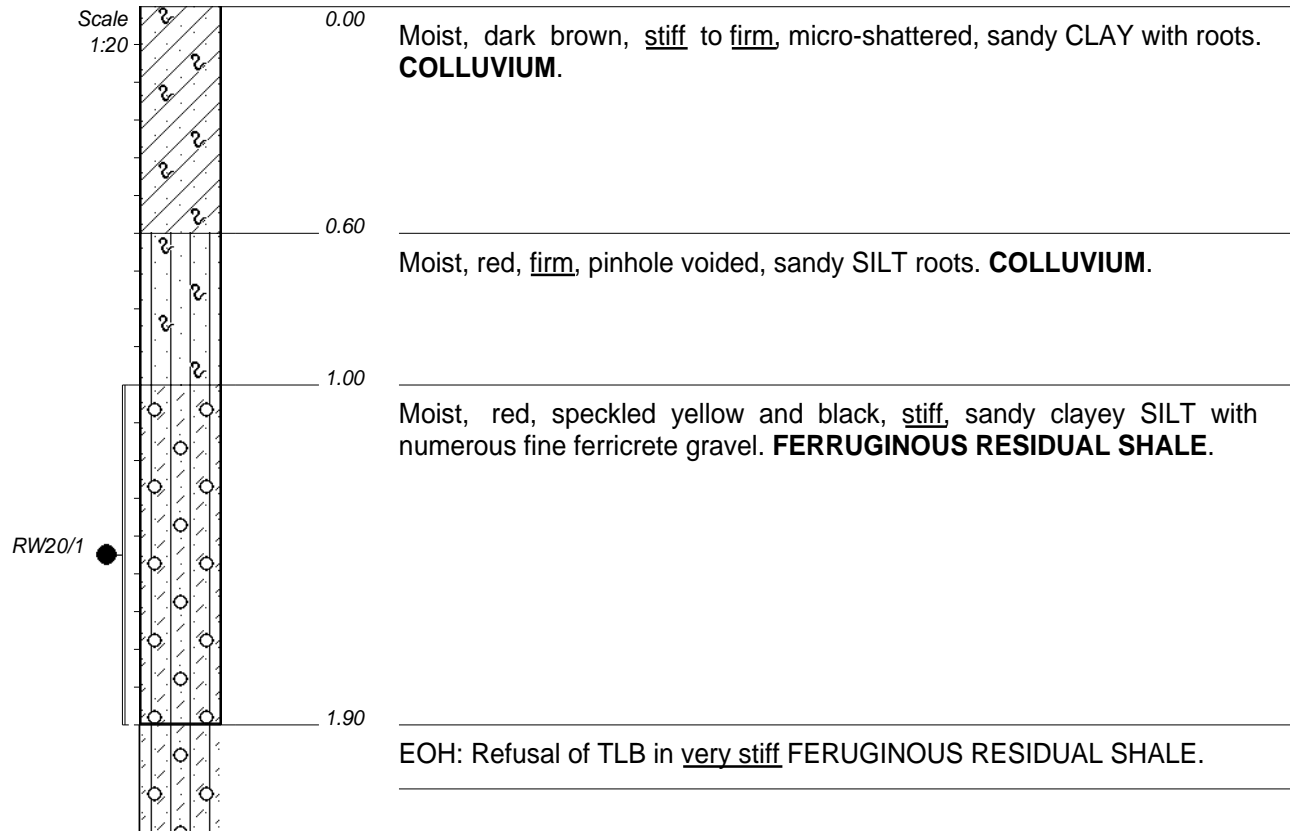 Scale
1:20
0.00
Moist, dark brown, stiff to firm, micro-shattered, sandy CLAY with roots.
COLLUVIUM.
0.60
Moist, red, firm, pinhole voided, sandy SILT roots. COLLUVIUM.
1.00
Moist, red, speckled yellow and black, stiff, sandy clayey SILT with
numerous fine ferricrete gravel. FERRUGINOUS RESIDUAL SHALE.
RW20/1
1.90
EOH: Refusal of TLB in very stiff FERUGINOUS RESIDUAL SHALE.